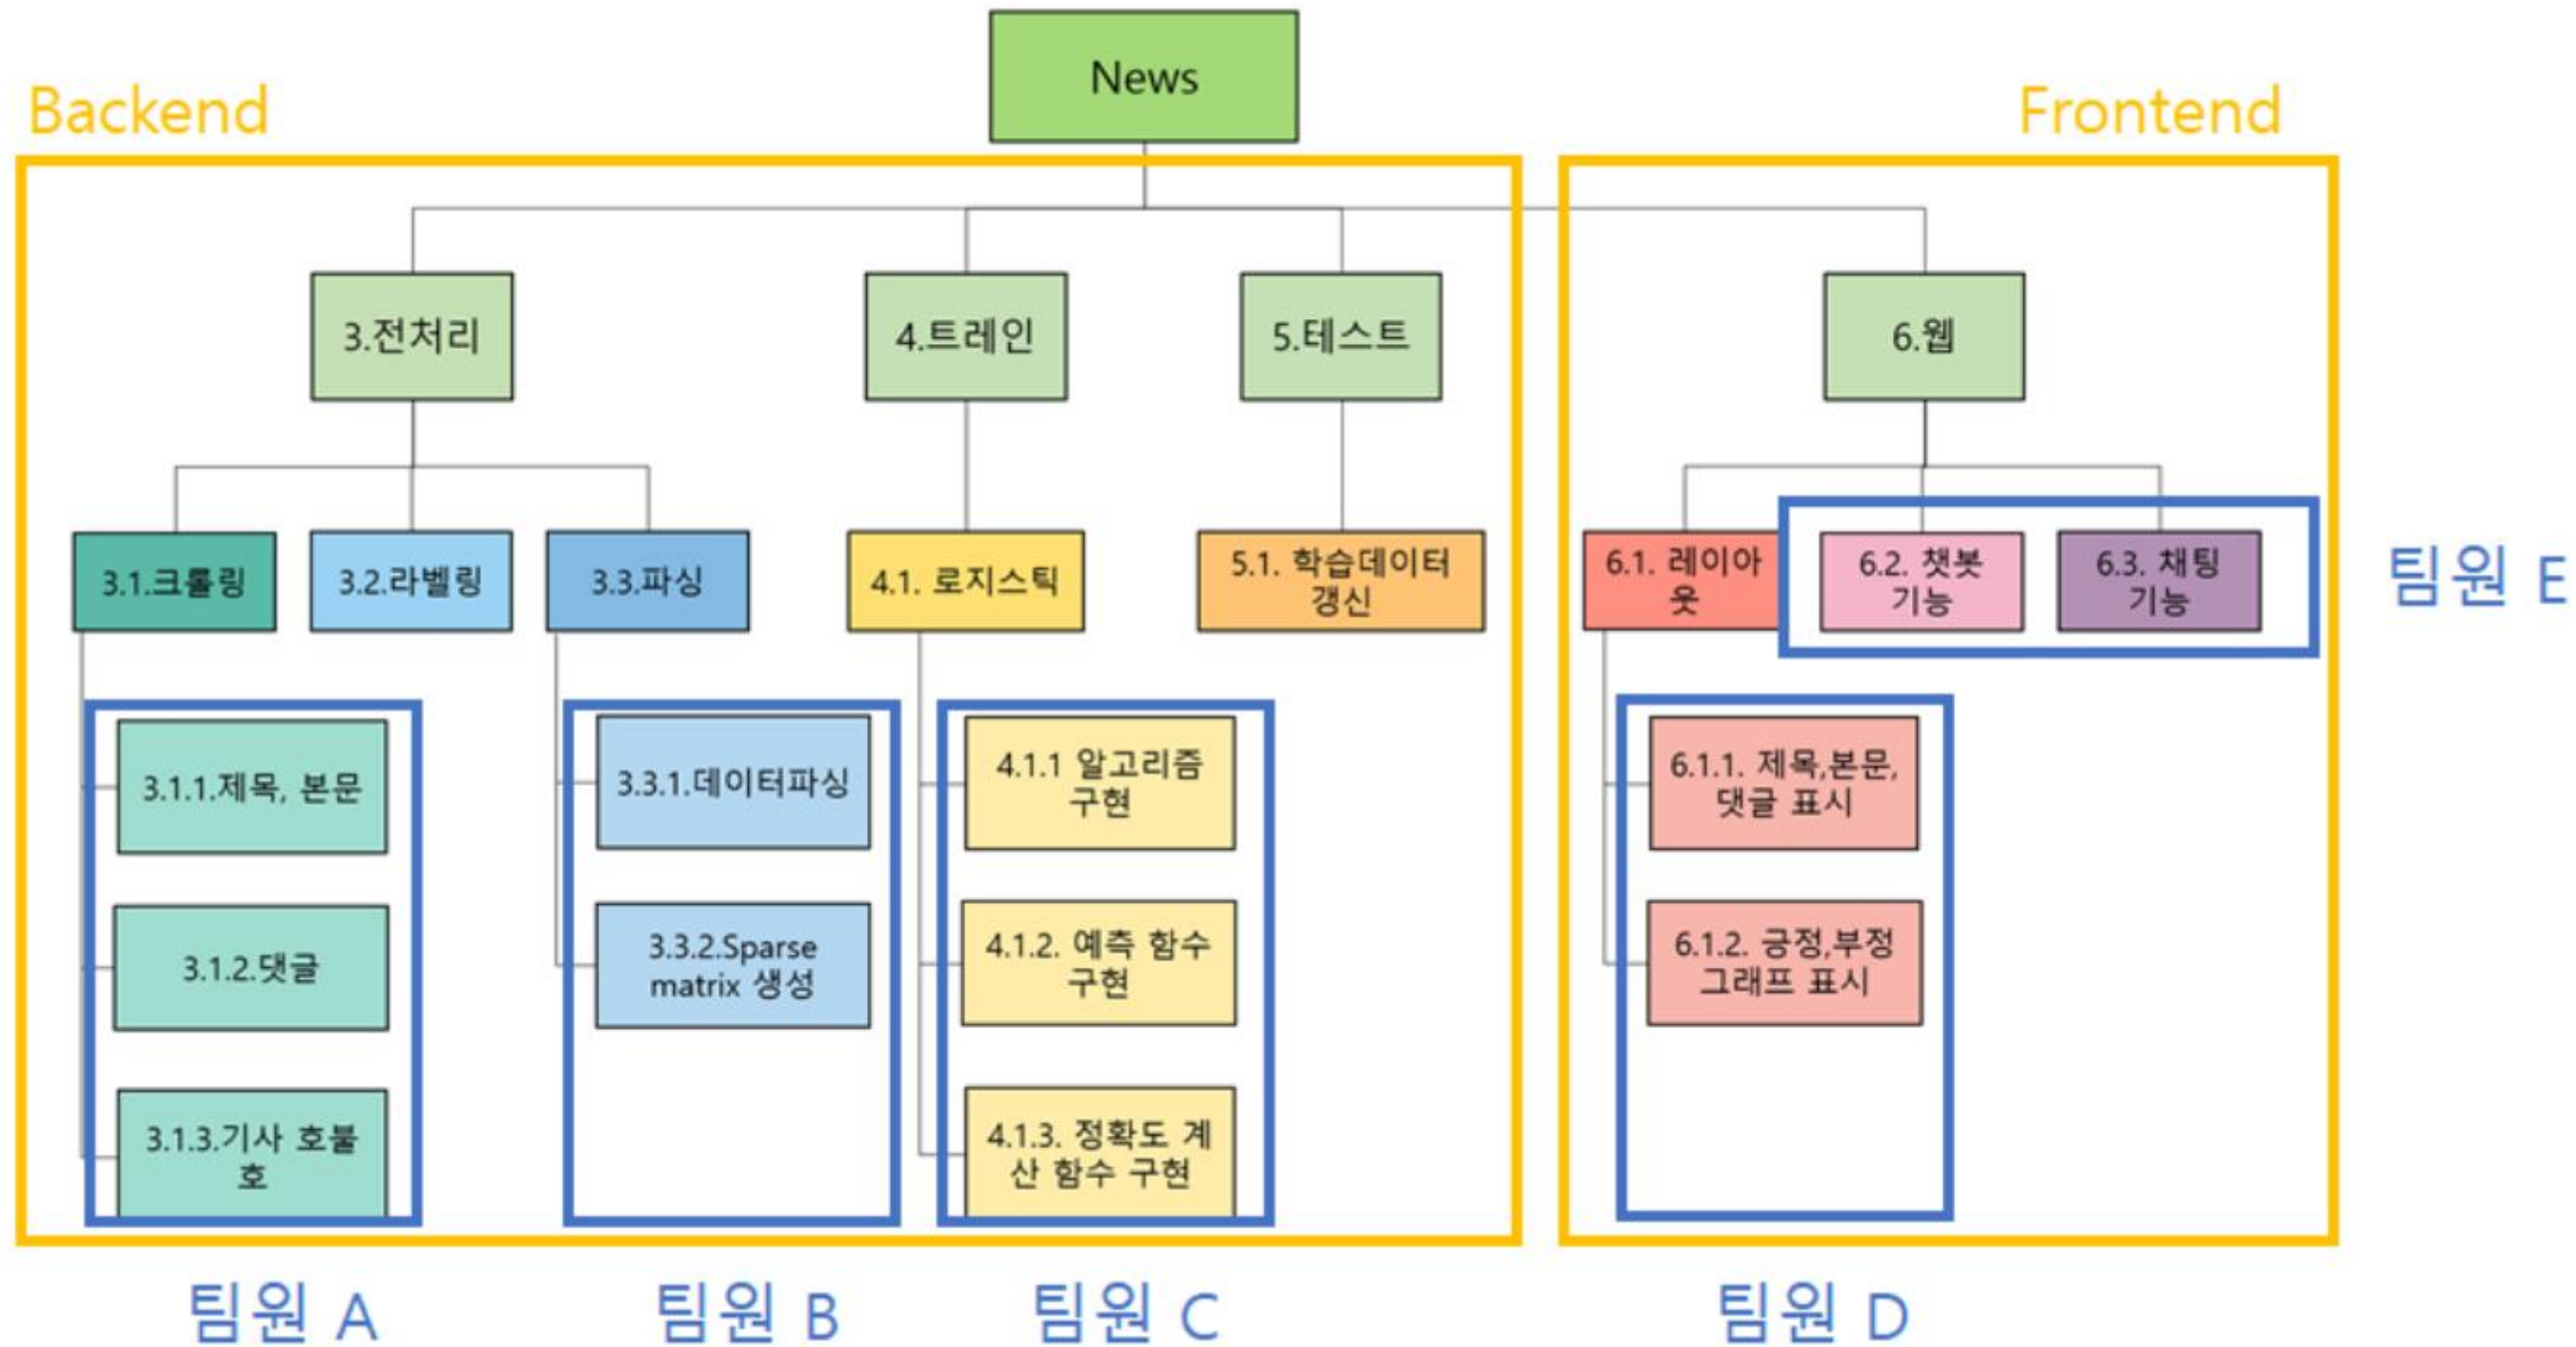 News
Backend
Frontend
3.전처리
4.트레인
5.테스트
6.웹
3.1.크롤링
3.2.라벨링
3.3.파싱
4.1. 로지스틱
5.1. 학습데이터
갱신
6.1. 레이아
웃
6.2. 챗봇
기능
6.3. 채팅
기능
팀원 E
3.1.1.제목, 본문
3.1.2.댓글
3.1.3.기사 호불
호
3.3.1.데이터파싱
3.3.2.Sparse
matrix 생성
4.1.1 알고리즘
구현
4.1.2. 예측 함수
구현
4.1.3. 정확도 계
산 함수 구현
6.1.1. 제목,본문,
댓글 표시
6.1.2. 긍정,부정
그래프 표시
팀원 A
팀원 B
팀원 C
팀원 D